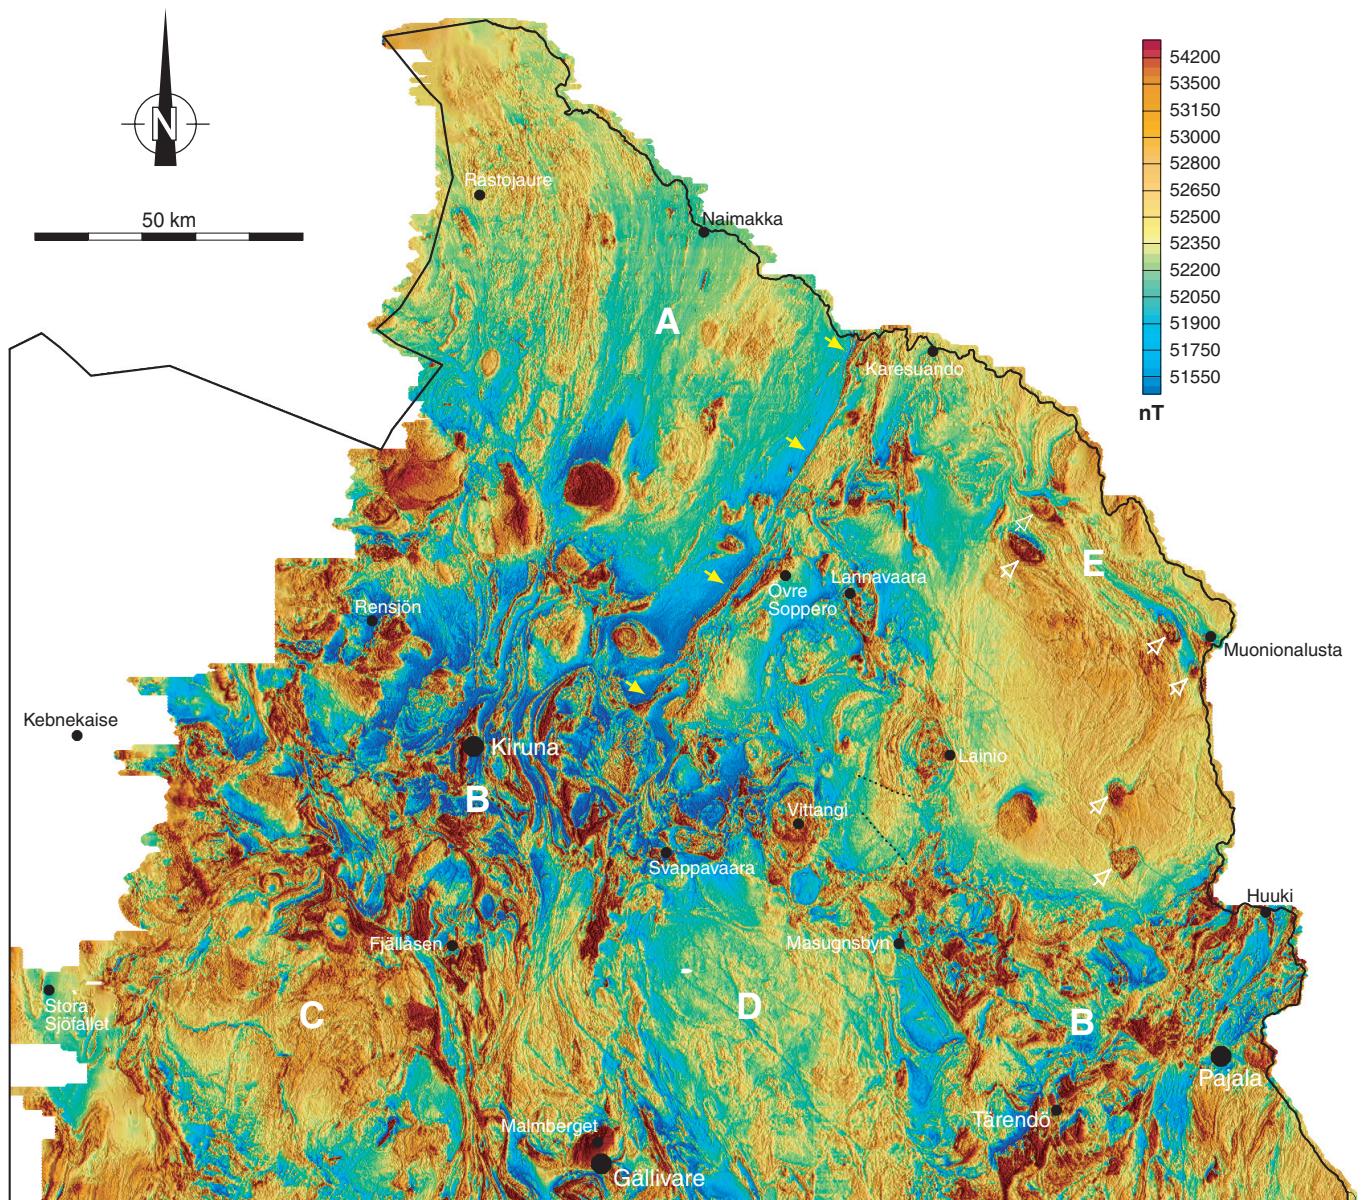 N
50 km
54200
53500
53150
53000
52800
52650
52500
52350
52200
52050
51900
51750
51550
nT
Rastojaure
Naimakka
A
Karesuando
E
Övre
Soppero
Lannavaara
Rensjön
Muonionalusta
Kebnekaise
Kiruna
Lainio
B
Vittangi
Svappavaara
Huuki
Fjällåsen
Masugnsbyn
Stora
Sjöfallet
C
D
B
Pajala
Tärendö
Malmberget
Gällivare